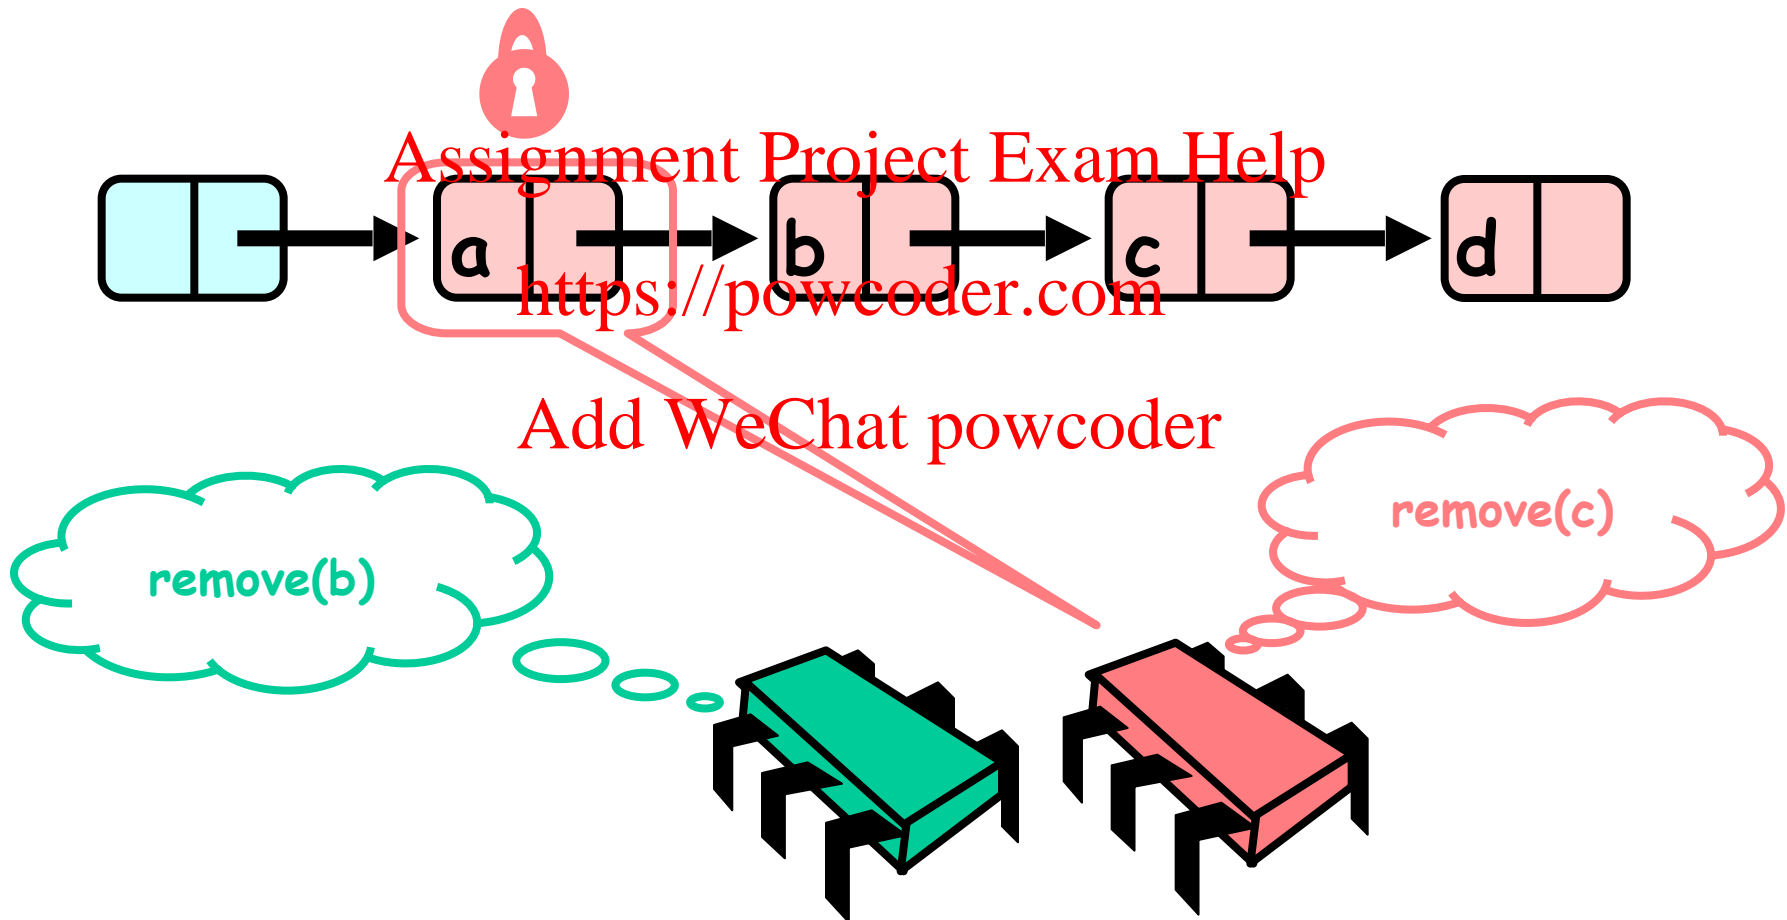 Assignment Project Exam Help
a b c d
https://powcoder.com
Add WeChat powcoder
remove(c)
remove(b)